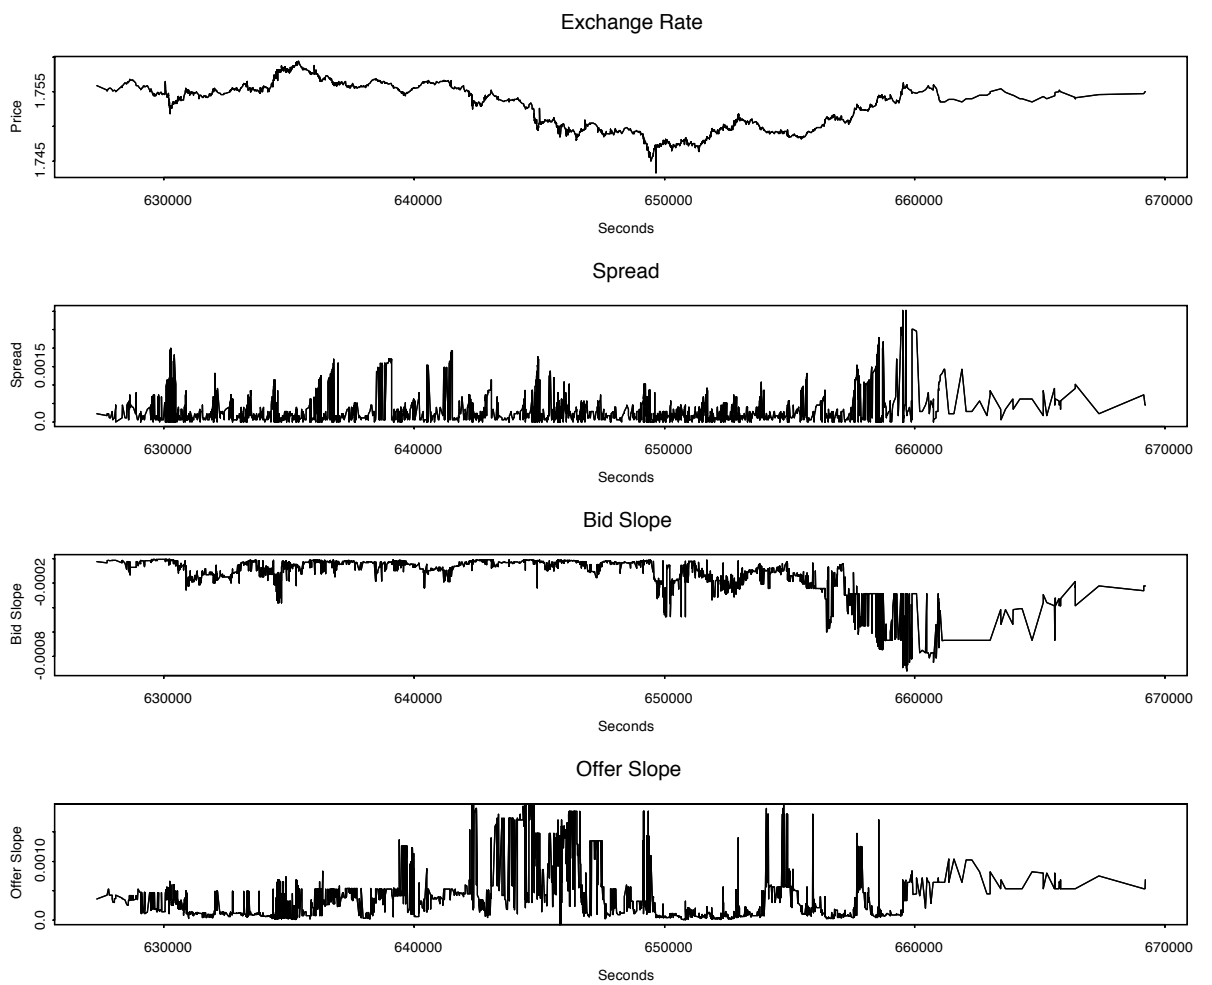 Exchange Rate
Price
1.745 1.755
630000 640000 650000 660000 670000
Seconds
Spread
Spread
0.0 0.0015
630000 640000 650000 660000 670000
Seconds
Bid Slope
Bid Slope
-0.0008 -0.0002
630000 640000 650000 660000 670000
Seconds
Offer Slope
Offer Slope
0.0 0.0010
630000 640000 650000 660000 670000
Seconds